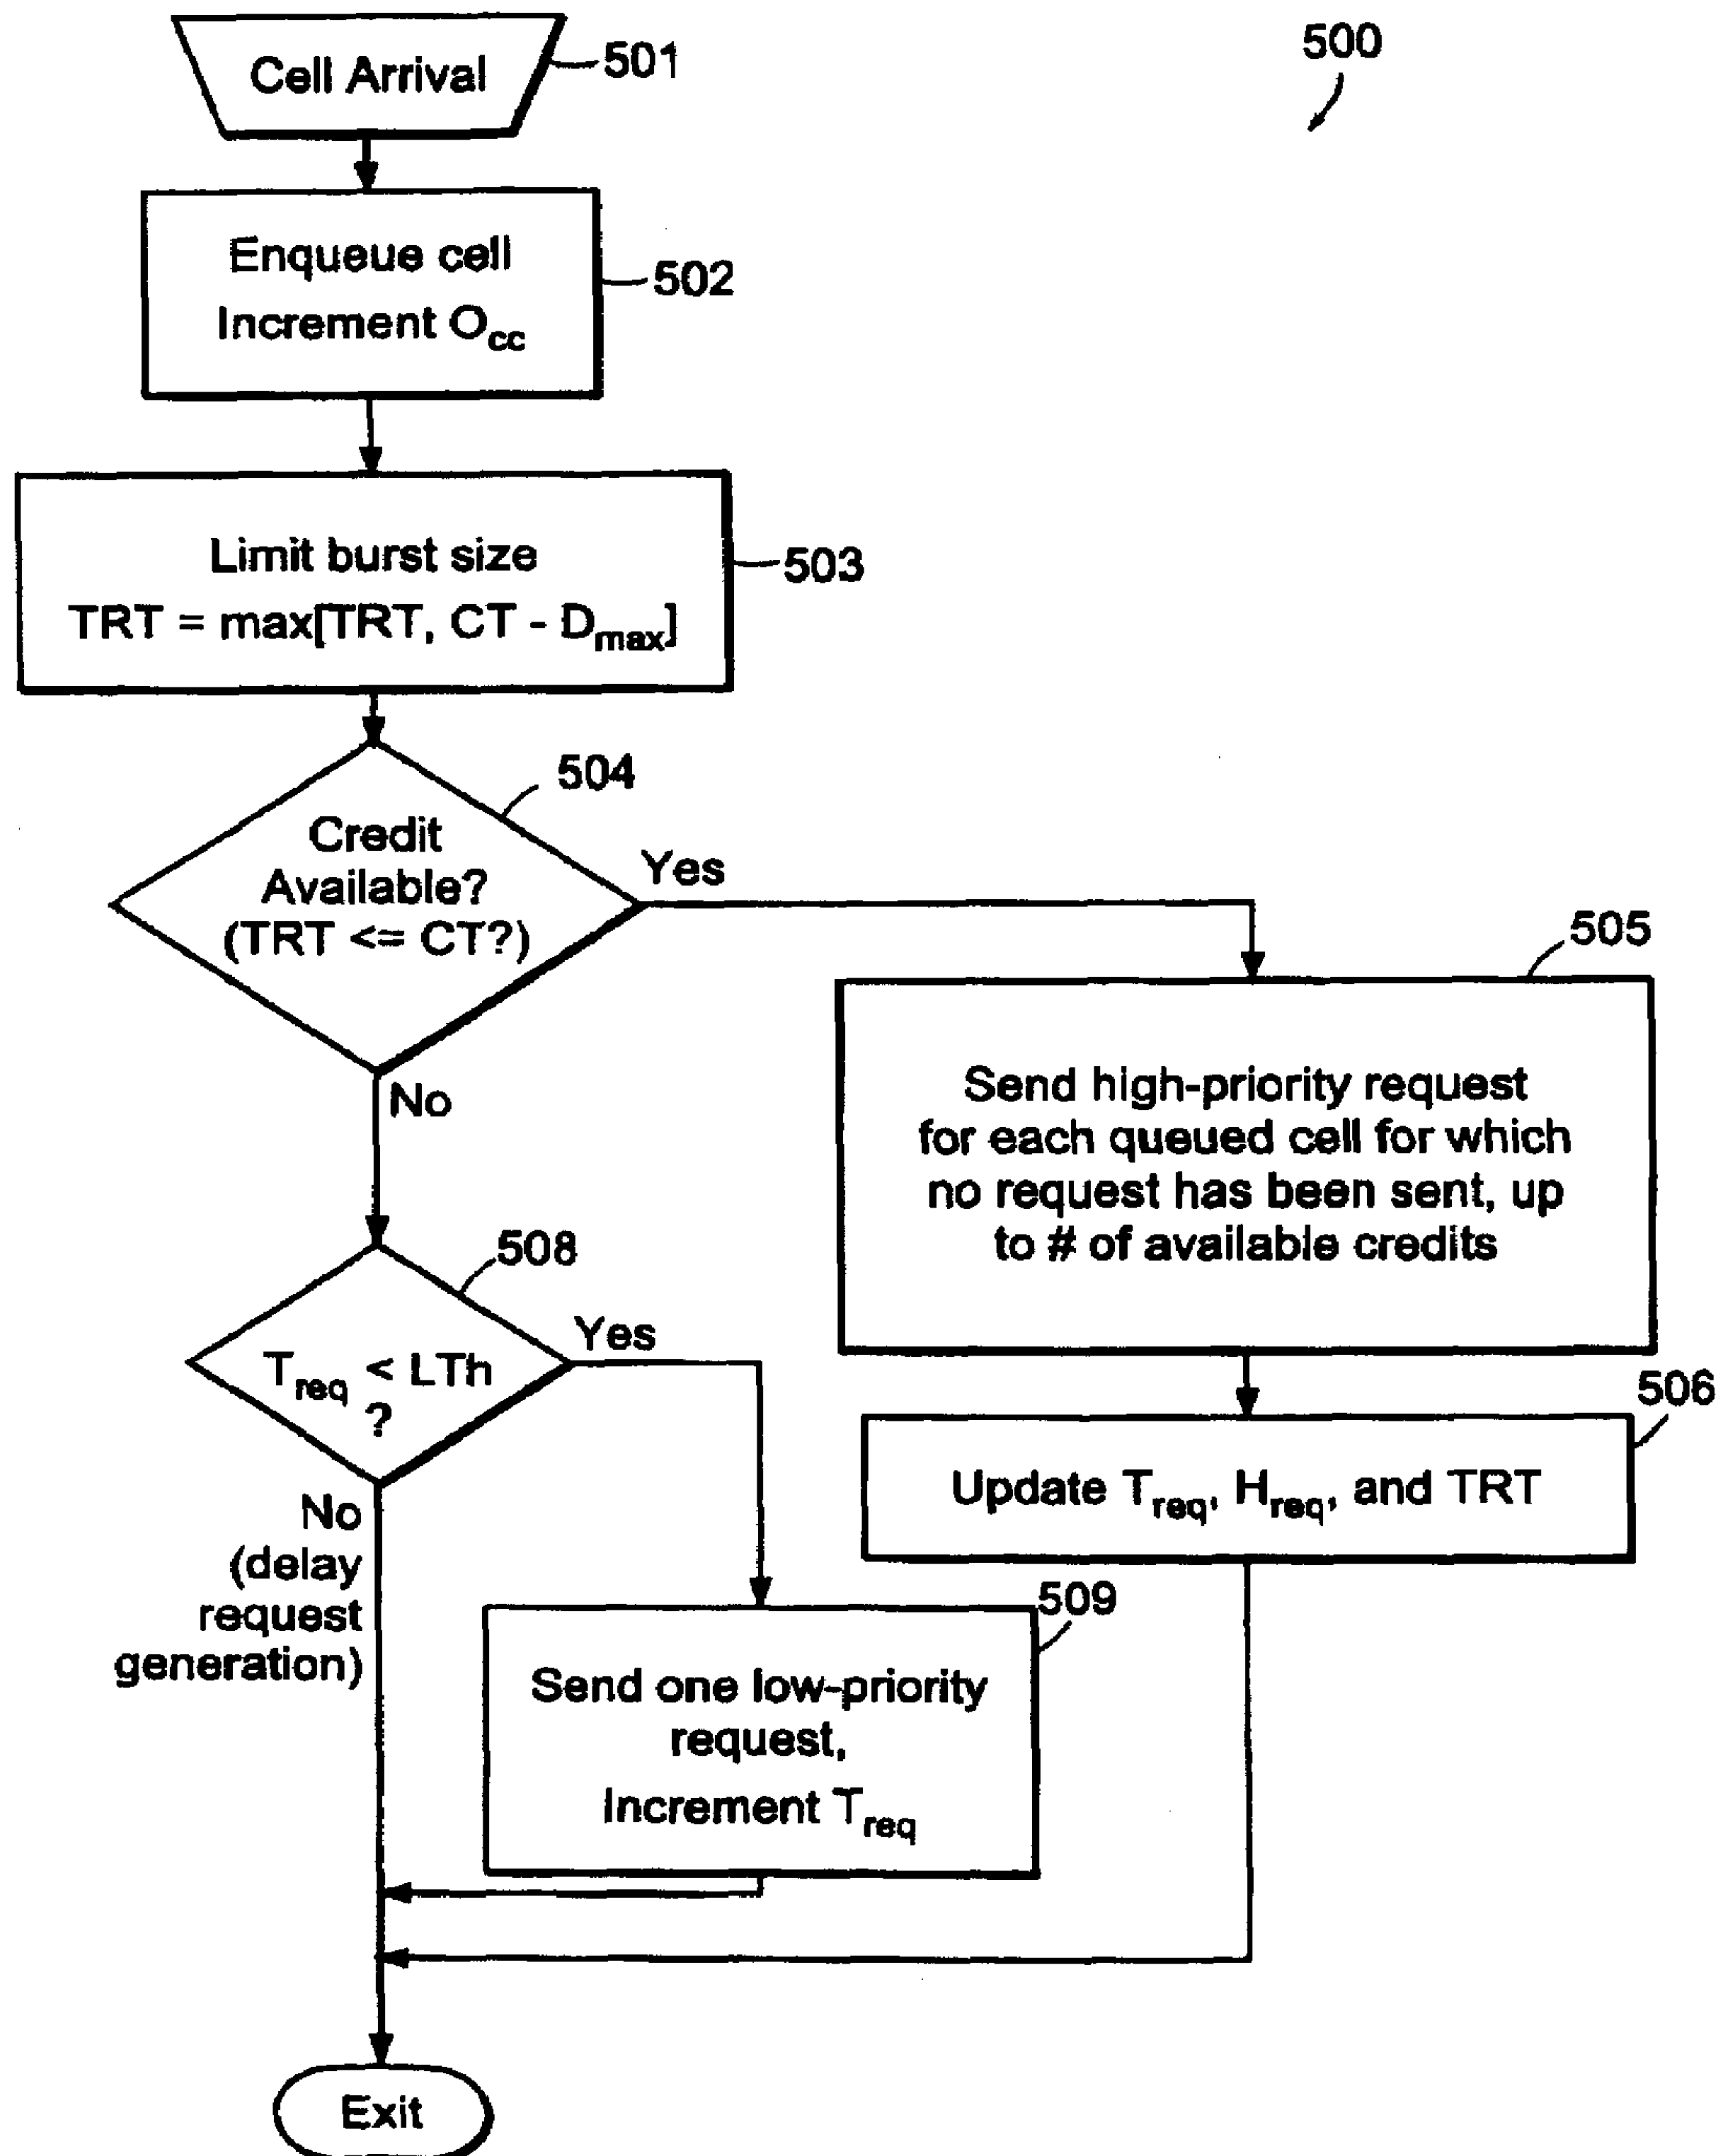 500
Cell Arrival
501
Enqueue cell
Increment Occ
502
Limit burst size
TRT = max[TRT, CT - Dmax]
503
504
Credit
Available?
(TRT <= CT?)
Yes
No
505
Send high-priority request
for each queued cell for which
no request has been sent, up
to # of available credits
506
Update Treq, Hreq, and TRT
508
Treq < LTh
?
Yes
No
(delay
request
generation)
509
Send one low-priority
request,
Increment Treq
Exit